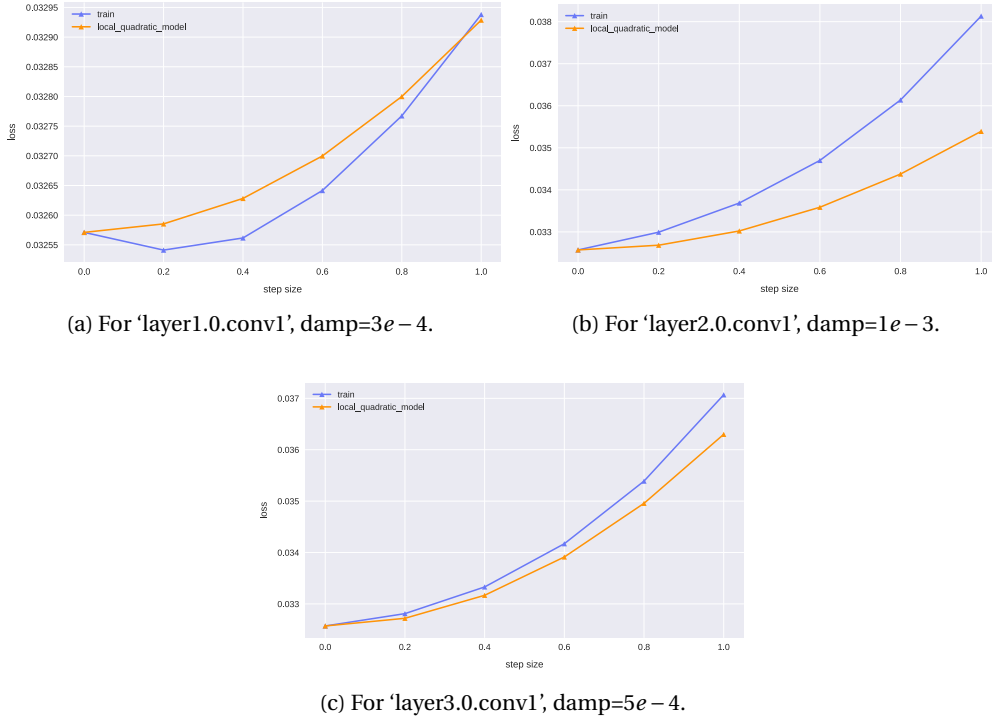 0.03295
0.03290
0.03285
0.03280
0.03275
0.03270
0.03265
0.03260
0.03255
loss
train
local_quadratic_model
0.0 0.2 0.4 0.6 0.8 1.0
step size
(a) For ‘layer1.0.conv1’, damp=3e − 4.
0.038
0.037
0.036
0.035
0.034
0.033
loss
train
local_quadratic_model
0.0 0.2 0.4 0.6 0.8 1.0
step size
(b) For ‘layer2.0.conv1’, damp=1e − 3.
0.037
0.036
0.035
0.034
0.033
loss
train
local_quadratic_model
0.0 0.2 0.4 0.6 0.8 1.0
step size
(c) For ‘layer3.0.conv1’, damp=5e − 4.